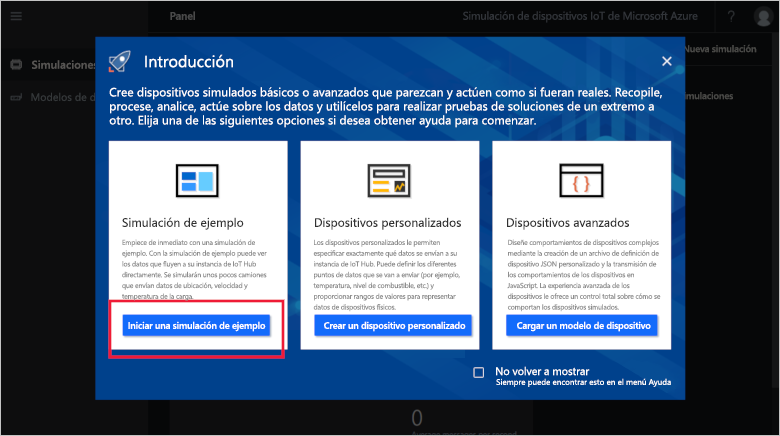 Panel
Simulación de dispositivos IoT de Microsoft Azure
?
Nueva simulación
Simulaciones
Modelos de d
mulaciones
Introducción
Cree dispositivos simulados básicos o avanzados que parezcan y actúen como si fueran reales. Recopile,
procese, analice, actúe sobre los datos y utilícelos para realizar pruebas de soluciones de un extremo a
otro. Elija una de las siguientes opciones si desea obtener ayuda para comenzar.
Simulación de ejemplo
Empiece de inmediato con una simulación de
ejemplo. Con la simulación de ejemplo puede ver
los datos que fluyen a su instancia de IoT Hub
directamente. Se simularán unos pocos camiones
que envían datos de ubicación, velocidad y
temperatura de la carga.
Iniciar una simulación de ejemplo
Dispositivos personalizados
Los dispositivos personalizados le permiten
especificar exactamente qué datos se envían a su
instancia de IoT Hub. Puede definir los diferentes
puntos de datos que se van a enviar (por ejemplo,
temperatura, nivel de combustible, etc.) y
proporcionar rangos de valores para representar
datos de dispositivos físicos.
Crear un dispositivo personalizado
Dispositivos avanzados
Diseñe comportamientos de dispositivos complejos
mediante la creación de un archivo de definición de
dispositivo JSON personalizado y la transmisión de
los comportamientos de los dispositivos en
JavaScript. La experiencia avanzada de los
dispositivos le ofrece un control total sobre cómo se
comportan los dispositivos simulados.
Cargar un modelo de dispositivo
No volver a mostrar
Siempre puede encontrar esto en el menú Ayuda
0